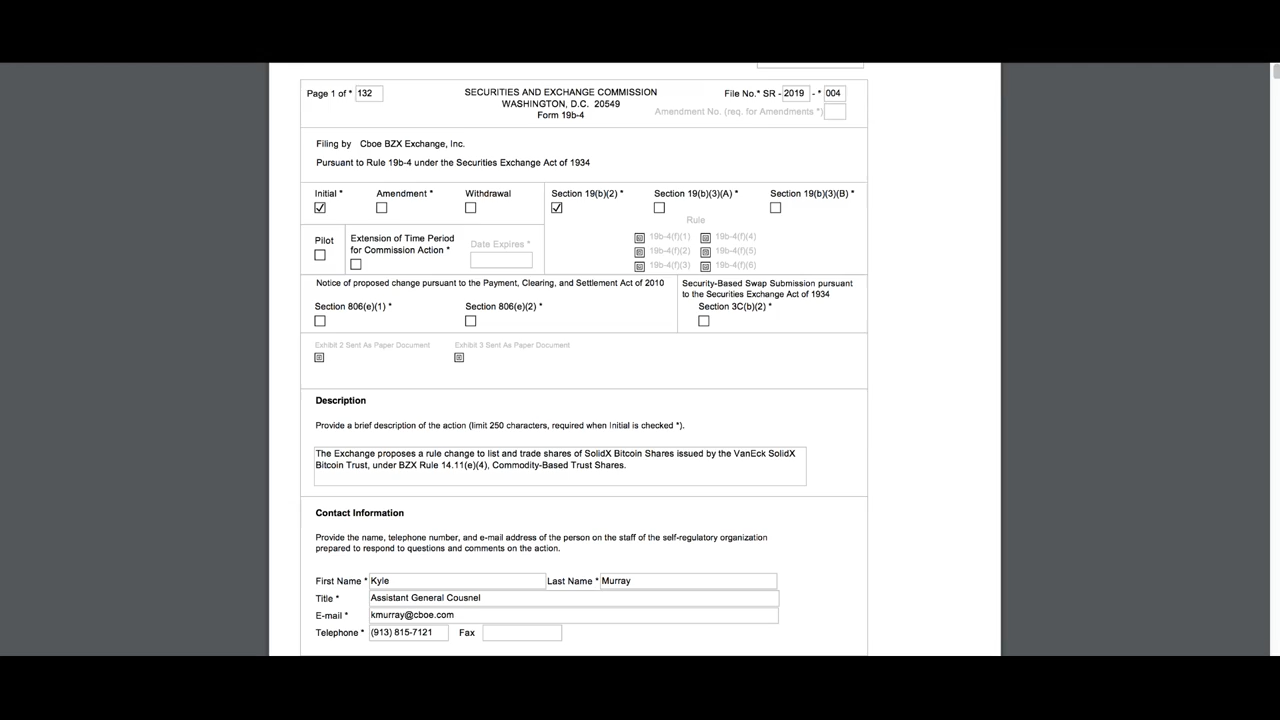 Page 1 of * 132
SECURITIES AND EXCHANGE COMMISSION
WASHINGTON, D.C. 20549
Form 19b-4
File No.* SR - 2019 - * 004
Amendment No. (req. for Amendments *)
Filing by Cboe BZX Exchange, Inc.
Pursuant to Rule 19b-4 under the Securities Exchange Act of 1934
Initial * Amendment * Withdrawal Section 19(b)(2) * Section 19(b)(3)(A) * Section 19(b)(3)(B) *
Rule
Pilot Extension of Time Period
for Commission Action * Date Expires *
19b-4(f)(1) 19b-4(f)(4)
19b-4(f)(2) 19b-4(f)(5)
19b-4(f)(3) 19b-4(f)(6)
Notice of proposed change pursuant to the Payment, Clearing, and Settlement Act of 2010
Section 806(e)(1) * Section 806(e)(2) *
Security-Based Swap Submission pursuant
to the Securities Exchange Act of 1934
Section 3C(b)(2) *
Exhibit 2 Sent As Paper Document Exhibit 3 Sent As Paper Document
Description
Provide a brief description of the action (limit 250 characters, required when Initial is checked *).
The Exchange proposes a rule change to list and trade shares of SolidX Bitcoin Shares issued by the VanEck SolidX
Bitcoin Trust, under BZX Rule 14.11(e)(4), Commodity-Based Trust Shares.
Contact Information
Provide the name, telephone number, and e-mail address of the person on the staff of the self-regulatory organization
prepared to respond to questions and comments on the action.
First Name * Kyle Last Name * Murray
Title * Assistant General Cousnel
E-mail * kmurray@cboe.com
Telephone * (913) 815-7121 Fax